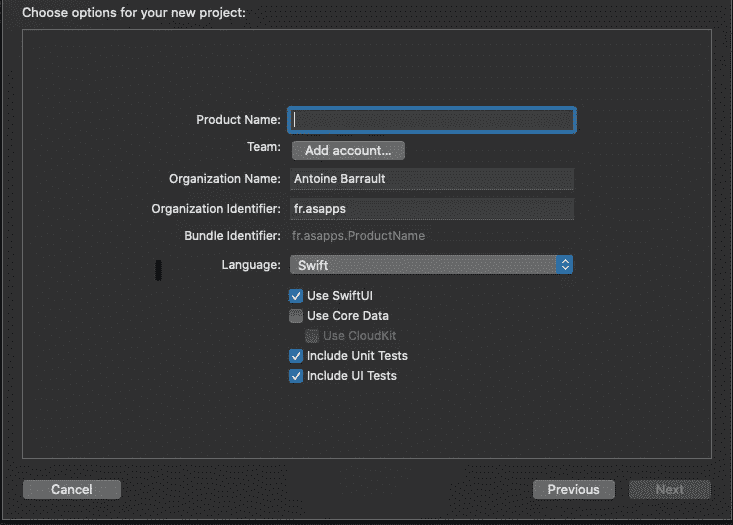 Choose options for your new project:
Product Name:
Team: Add account...
Organization Name: Antoine Barrault
Organization Identifier: fr.asapps
Bundle Identifier: fr.asapps.ProductName
Language: Swift
Use SwiftUI
Use Core Data
Use CloudKit
Include Unit Tests
Include UI Tests
Cancel Previous Next